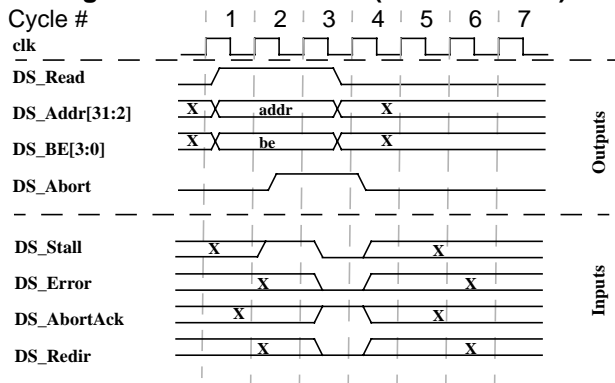 Cycle # 1 2 3 4 5 6 7
clk
DS_Read
DS_Addr[31:2] X addr X
DS_BE[3:0] X be X
DS_Abort
Outputs
DS_Stall X X
DS_Error X X
DS_AbortAck X X
DS_Redir X X
Inputs